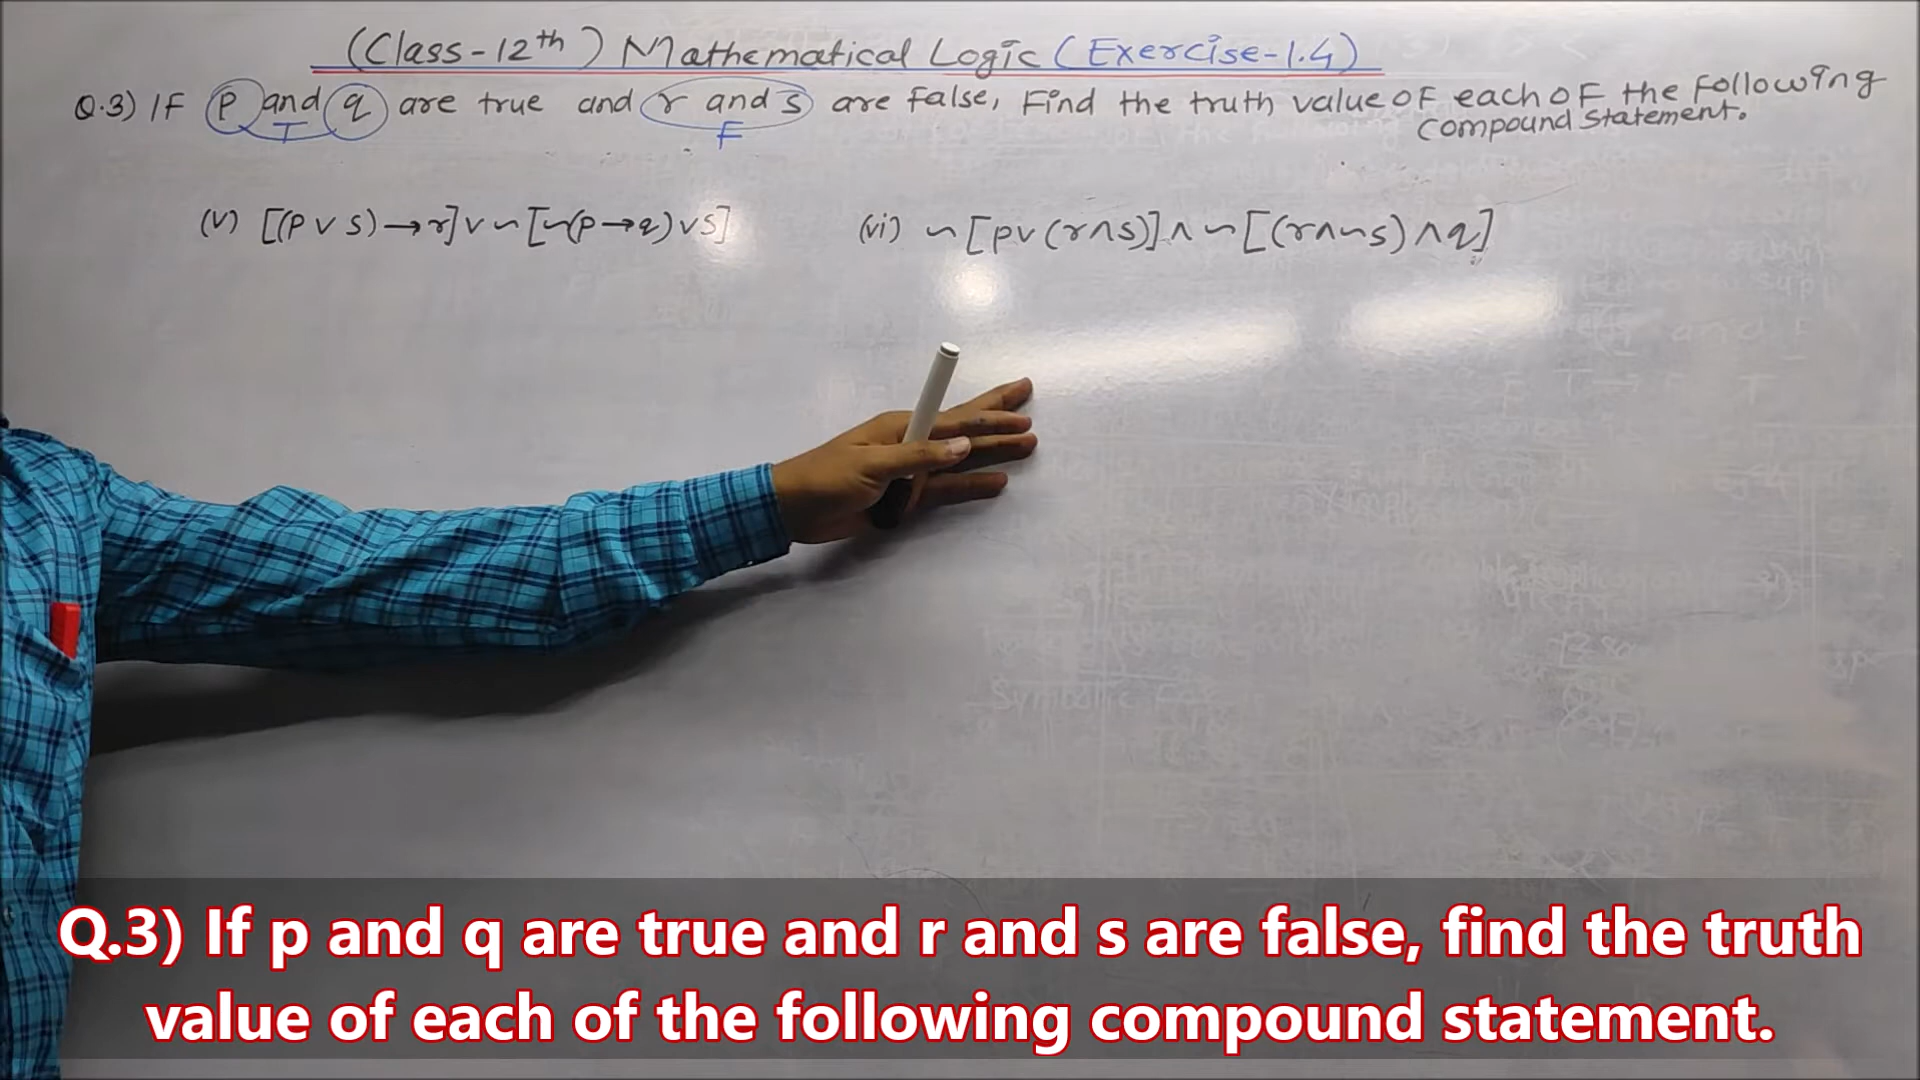 (Class-12th) Mathematical Logic (Exercise-1.4)
Q.3) If p and q are true and r and s are false, Find the truth value of each of the following
compound statement.
T F
(v) [(p ∨ s) → r] ∨ ~ [~(p → q) ∨ s] (vi) ~ [p ∨ (r ∧ s)] ∧ ~ [(r ∧ ~ s) ∧ q]
Symbolic
Q.3) If p and q are true and r and s are false, find the truth
value of each of the following compound statement.